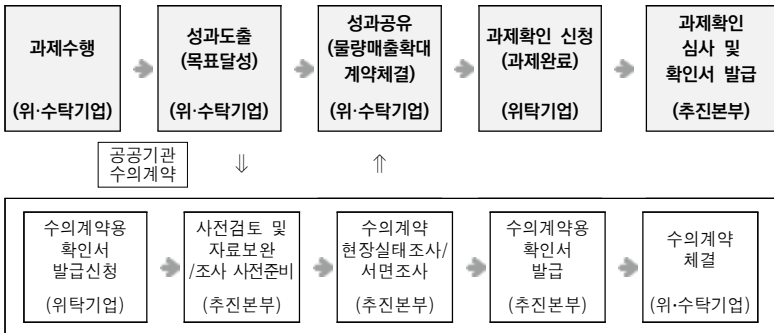 과제수행
(위·수탁기업)
성과도출
(목표달성)
(위·수탁기업)
성과공유
(물량매출확대
계약체결)
(위·수탁기업)
과제확인 신청
(과제완료)
(위탁기업)
과제확인
심사 및
확인서 발급
(추진본부)
공공기관
수의계약
⇓
⇑
수의계약용
확인서
발급신청
(위탁기업)
사전검토 및
자료보완
/조사 사전준비
(추진본부)
수의계약
현장실태조사/
서면조사
(추진본부)
수의계약용
확인서
발급
(추진본부)
수의계약
체결
(위·수탁기업)